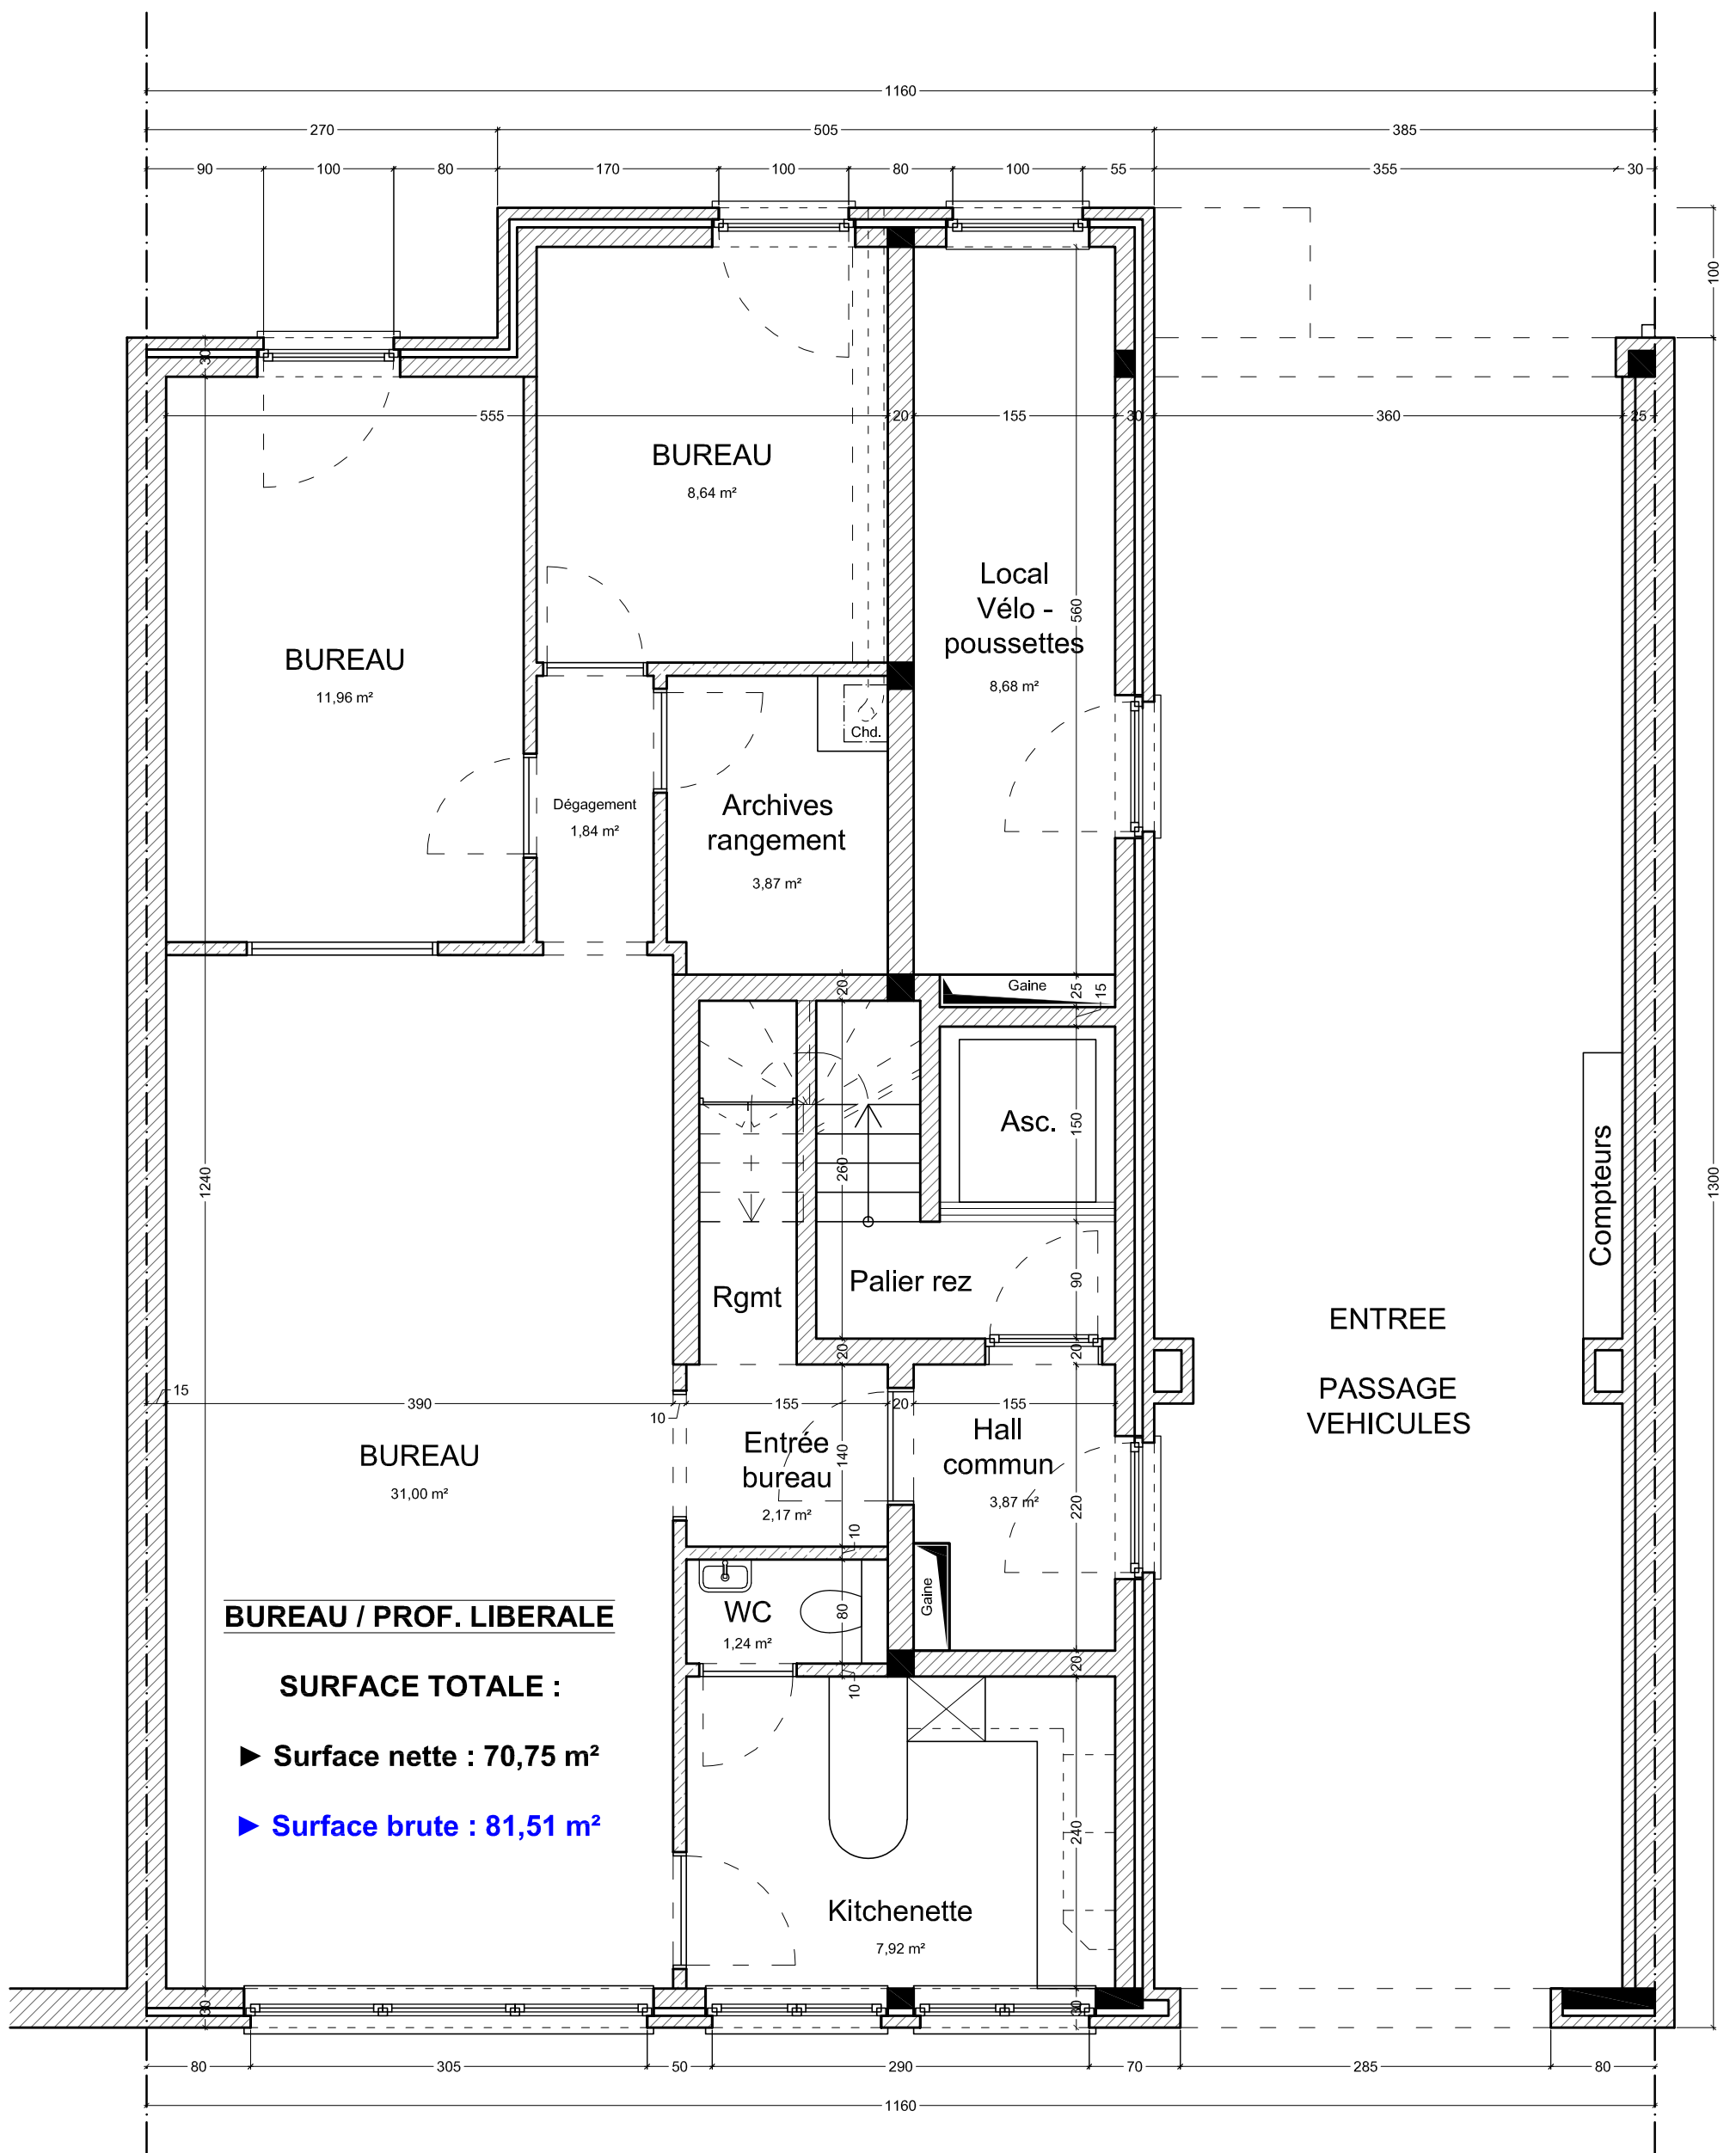 1160
270 505 385
90 100 80 170 100 80 100 55 355 30
100
30
555 20 155 30 360 25
BUREAU
8,64 m²
Local
Vélo -
poussettes
8,68 m²
560
BUREAU
11,96 m²
Chd.
Dégagement
1,84 m²
Archives
rangement
3,87 m²
Gaine
20
25
15
Asc.
150
260
1240
1300
Compteurs
Rgmt
Palier rez
90
ENTREE
PASSAGE
VEHICULES
20
20
15
390
10
155 20 155
BUREAU
31,00 m²
Entrée
bureau
2,17 m²
140
Hall
commun
3,87 m²
220
10
Gaine
BUREAU / PROF. LIBERALE
WC
1,24 m²
80
SURFACE TOTALE :
20
10
► Surface nette : 70,75 m²
► Surface brute : 81,51 m²
240
Kitchenette
7,92 m²
30
30
80 305 50 290 70 285 80
1160